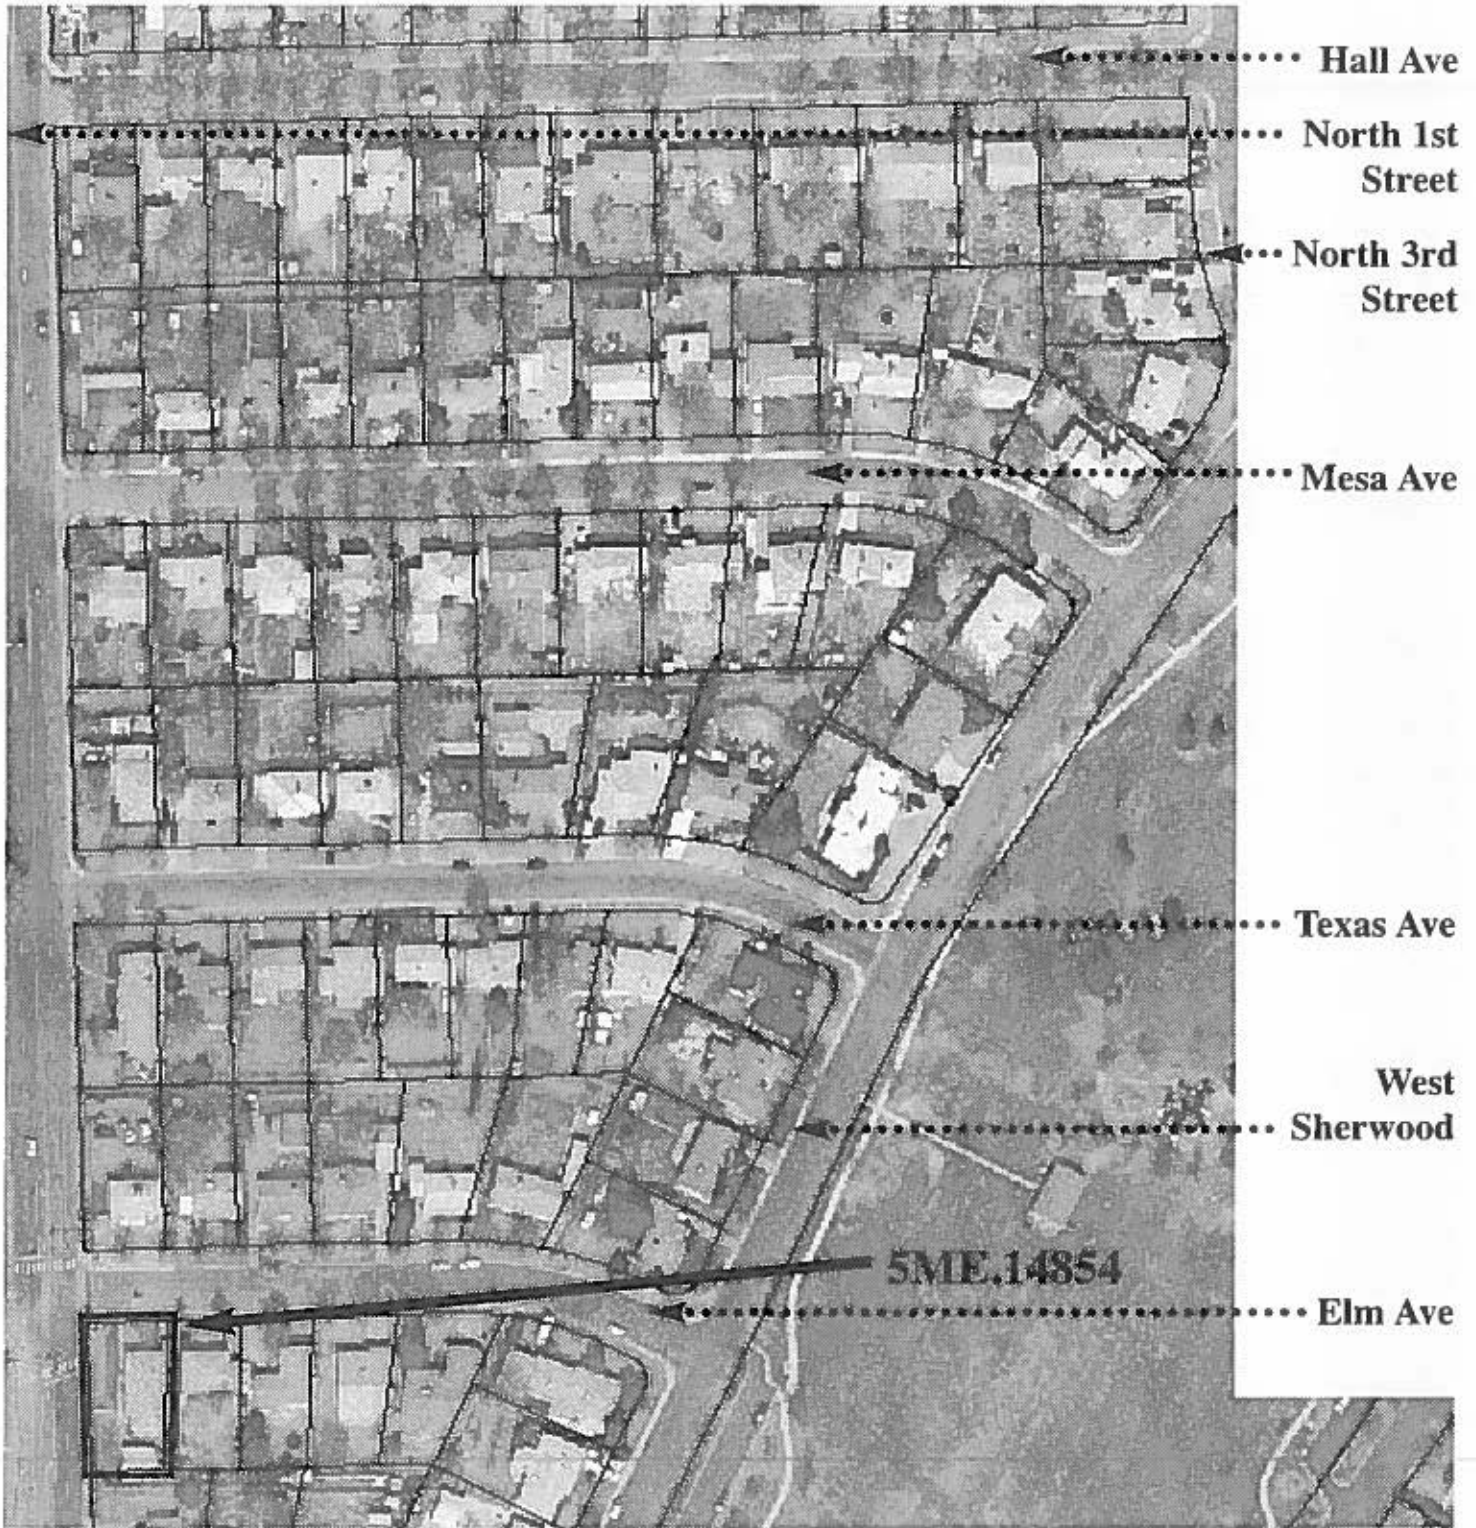 Hall Ave
North 1st
Street
North 3rd
Street
Mesa Ave
Texas Ave
West
Sherwood
5ME.14854
Elm Ave